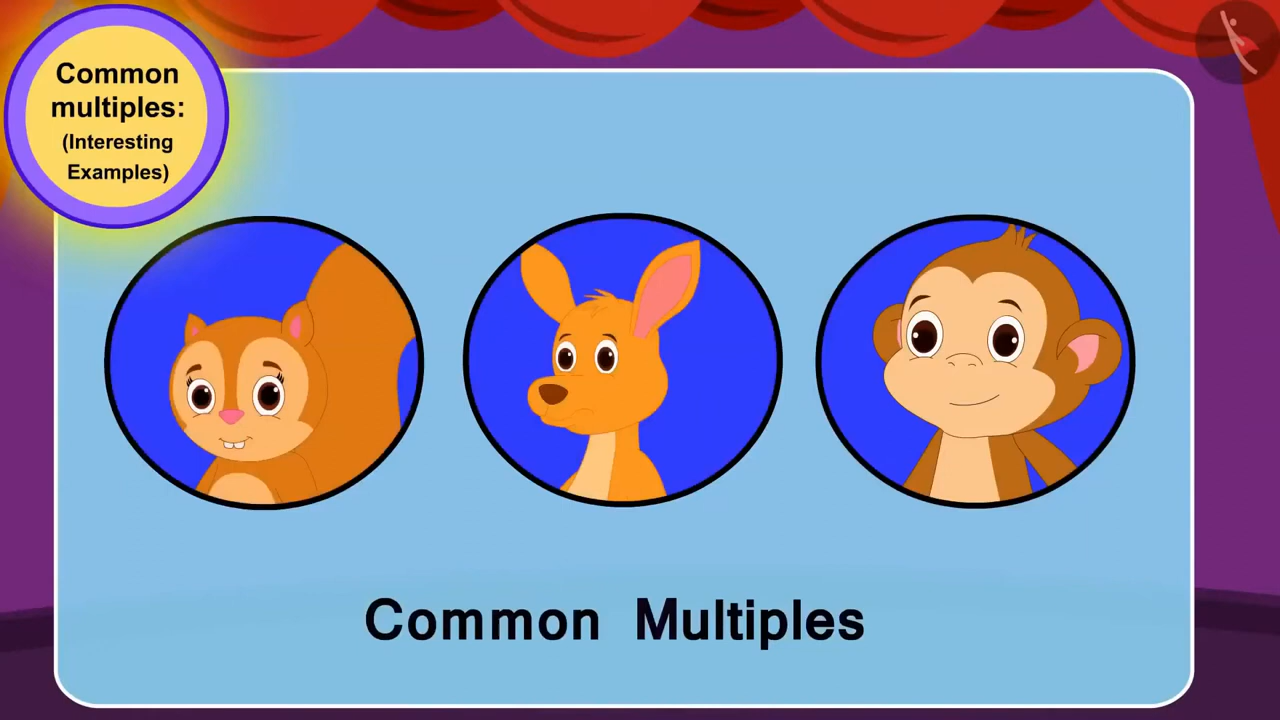 Common
multiples:
(Interesting
Examples)
Common Multiples